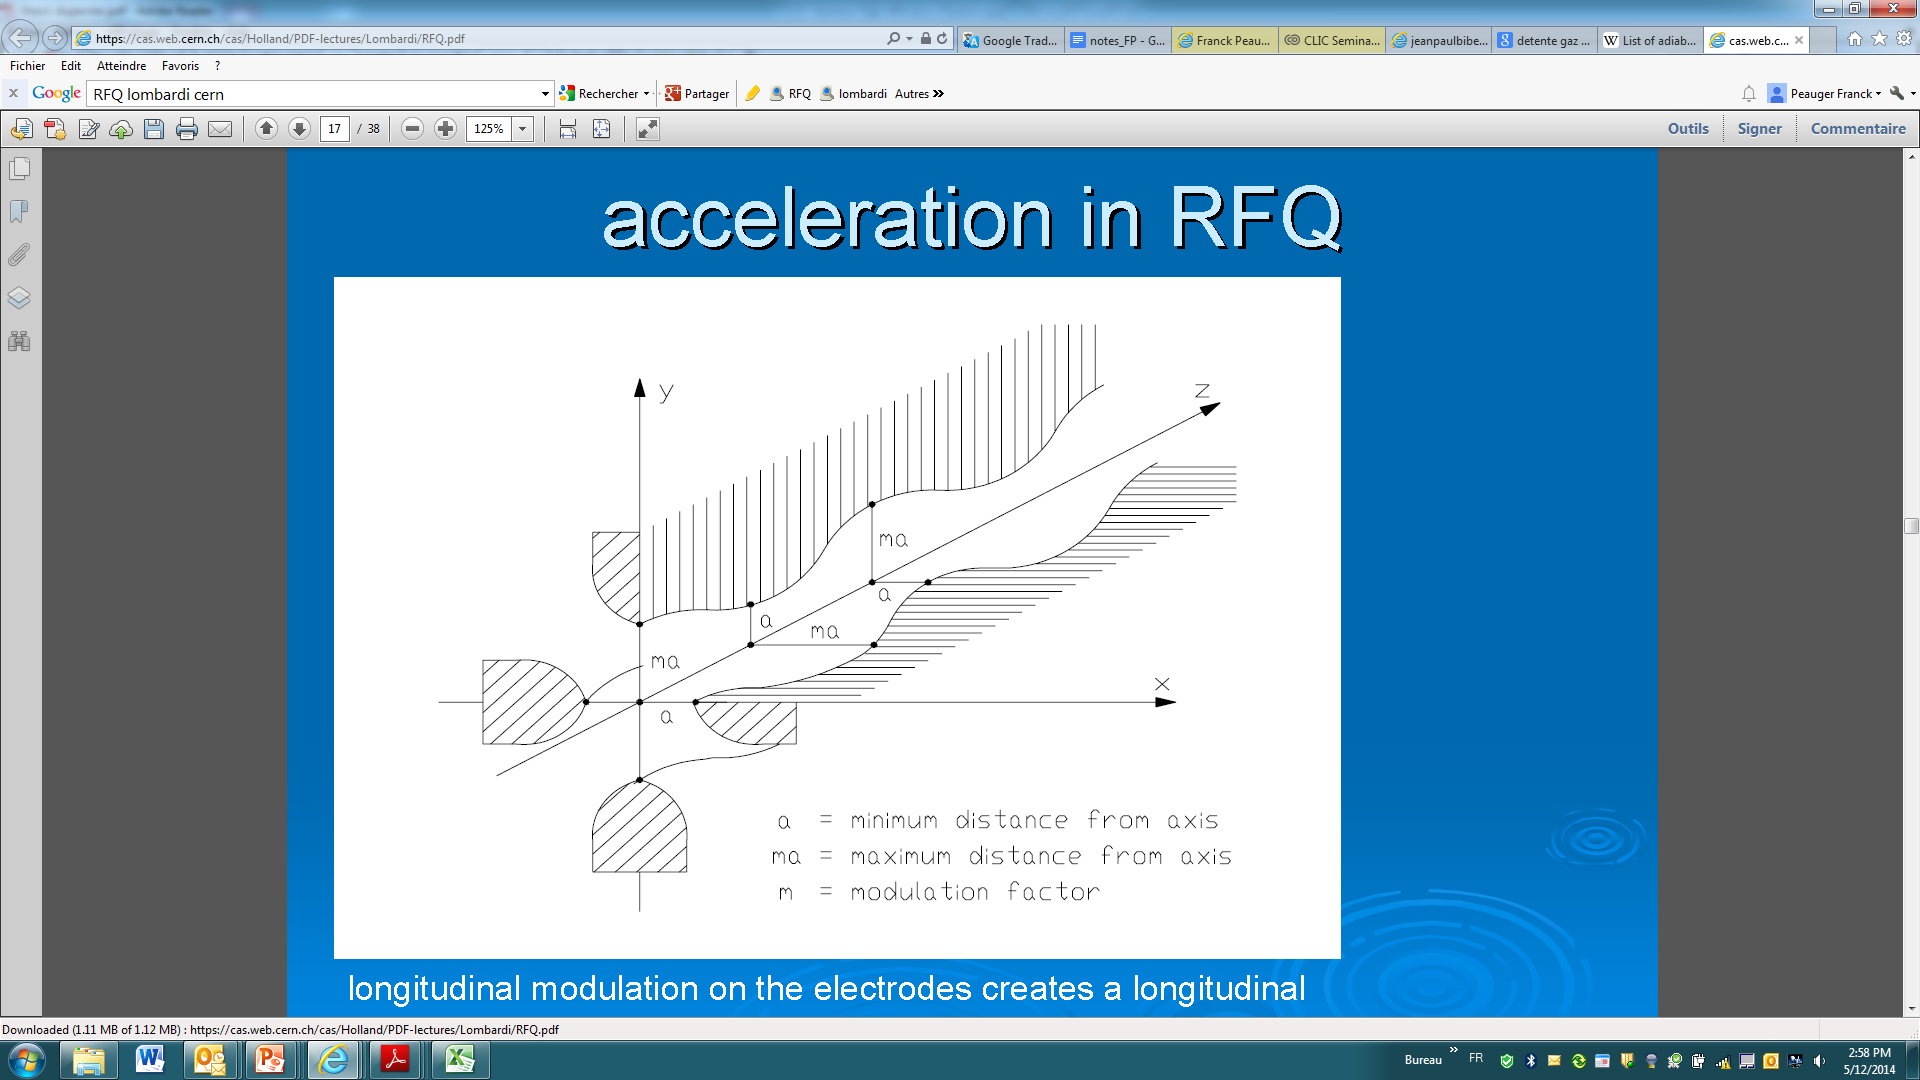 https://cas.web.cern.ch/cas/Holland/PDF-lectures/Lombardi/RFQ.pdf
Google Trad...
notes_FP - G...
Franck Peau...
CLIC Semina...
jeanpaulbibe...
detente gaz ...
List of adiab...
cas.web.c...
Fichier Edit Atteindre Favoris ?
x Google RFQ lombardi cern Rechercher Partager RFQ lombardi Autres Peauger Franck
17 / 38 125% Outils Signer Commentaire
acceleration in RFQ
y
z
ma
a
a
ma
ma
x
a
a = minimum distance from axis
ma = maximum distance from axis
m = modulation factor
longitudinal modulation on the electrodes creates a longitudinal
Downloaded (1.11 MB of 1.12 MB) : https://cas.web.cern.ch/cas/Holland/PDF-lectures/Lombardi/RFQ.pdf
Bureau FR 2:58 PM
5/12/2014